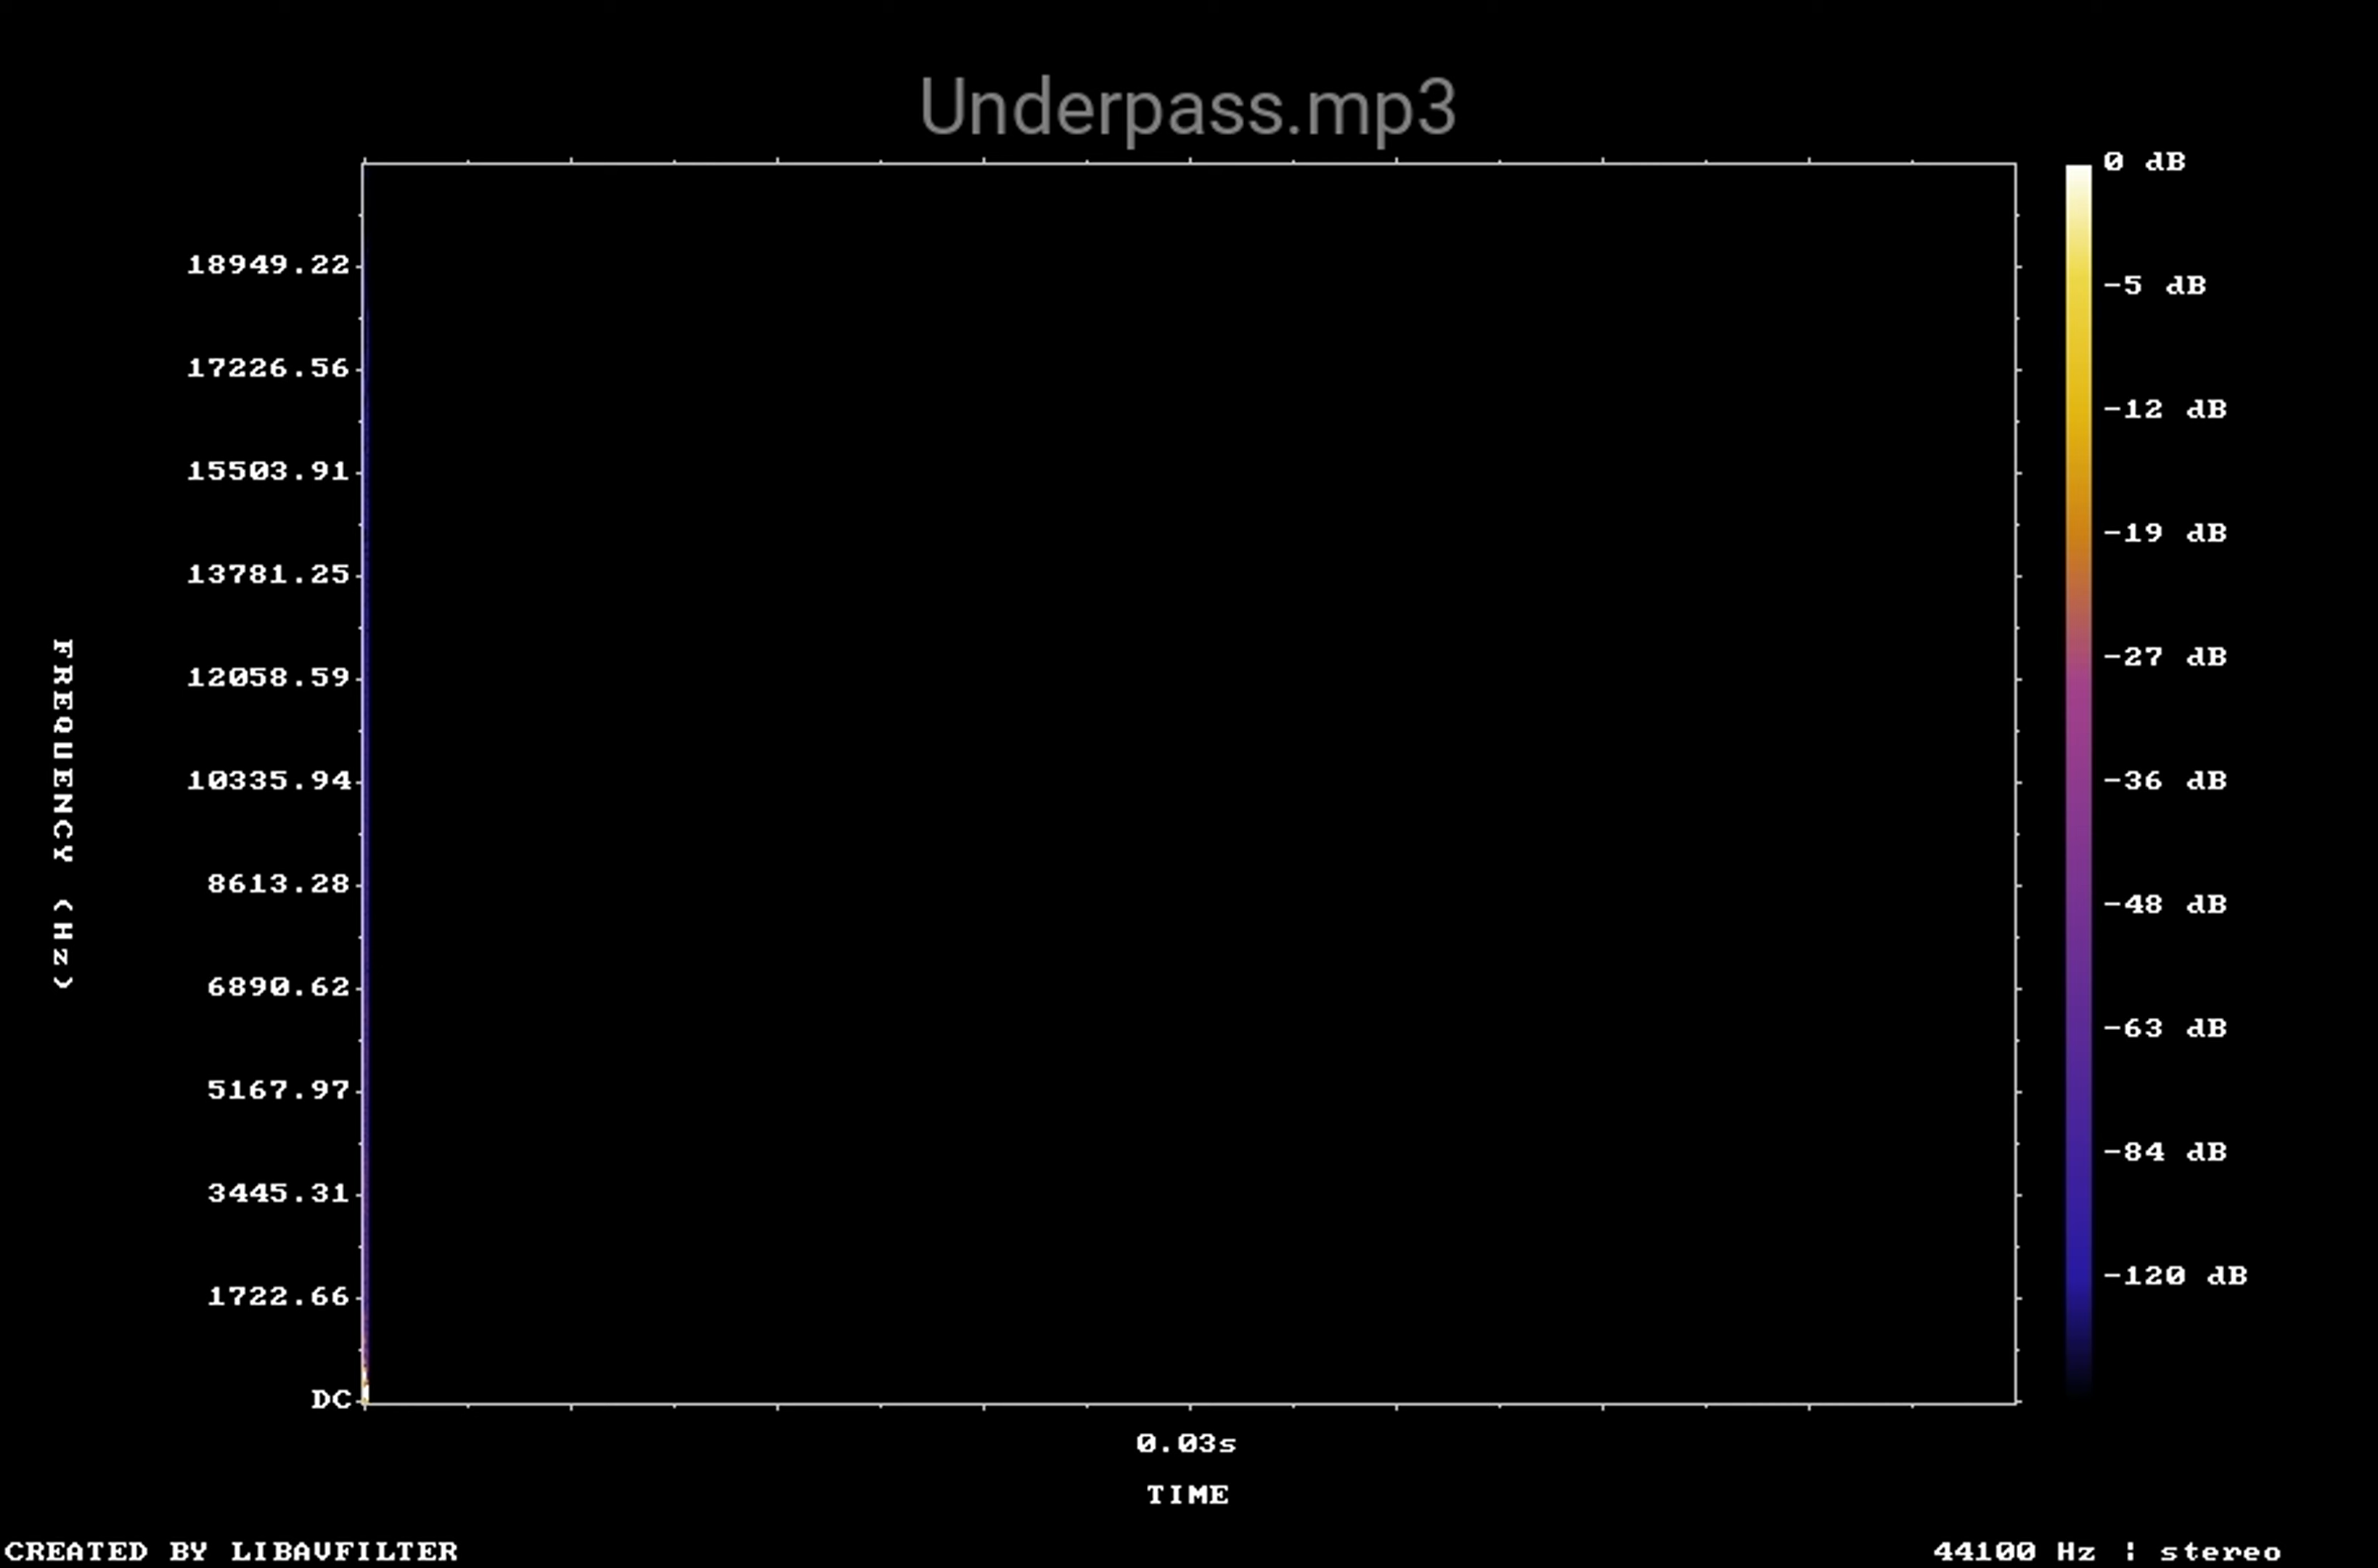 Underpass.mp3
0 dB
18949.22
-5 dB
17226.56
-12 dB
15503.91
-19 dB
13781.25
-27 dB
12058.59
-36 dB
10335.94
-48 dB
8613.28
-63 dB
6890.62
-84 dB
5167.97
-120 dB
3445.31
1722.66
DC
FREQUENCY (Hz)
0.03s
TIME
CREATED BY LIBAVFILTER
44100 Hz | stereo